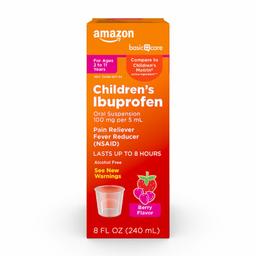 amazon
basic care
For Ages
2 to 11
Years
Compare to
Children's
Motrin®
Children's
Ibuprofen
Oral Suspension
100 mg per 5 mL
Pain Reliever
Fever Reducer
(NSAID)
LASTS UP TO 8 HOURS
Alcohol Free
See New
Warnings
Berry
Flavor
8 FL OZ (240 mL)